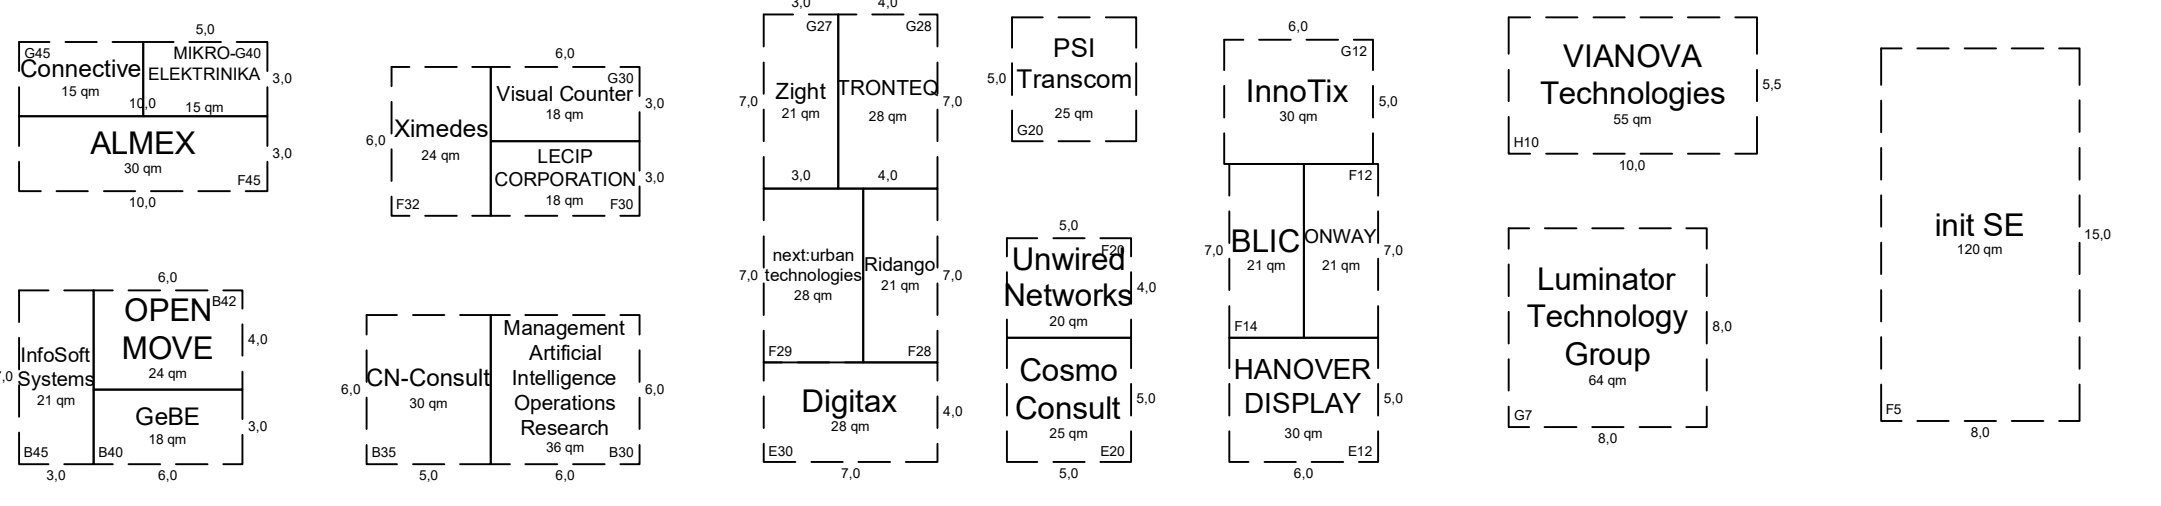 5,0
G45
Connective
15 qm
MIKRO-
G40
ELEKTRINIKA
15 qm
3,0
10,0
ALMEX
30 qm
F45
3,0
10,0
6,0
InfoSoft
Systems
21 qm
B45
3,0
OPEN
MOVE
B42
24 qm
4,0
GeBE
18 qm
B40
3,0
6,0
6,0
Ximedes
24 qm
F32
6,0
G30
Visual Counter
18 qm
3,0
LECIP
CORPORATION
18 qm
F30
3,0
6,0
CN-Consult
30 qm
B35
5,0
Management
Artificial
Intelligence
Operations
Research
36 qm
B30
6,0
6,0
3,0
4,0
G27
Zight
21 qm
7,0
3,0
G28
TRONTEQ
28 qm
7,0
4,0
next:urban
technologies
28 qm
7,0
F29
Ridango
21 qm
7,0
F28
Digitax
28 qm
4,0
E30
7,0
PSI
Transcom
5,0
25 qm
G20
5,0
F20
Unwired
Networks
20 qm
4,0
Cosmo
Consult
25 qm
5,0
E20
5,0
6,0
G12
InnoTix
30 qm
5,0
BLIC
21 qm
7,0
F14
F12
ONWAY
21 qm
7,0
HANOVER
DISPLAY
30 qm
5,0
E12
6,0
VIANOVA
Technologies
55 qm
5,5
H10
10,0
Luminator
Technology
Group
64 qm
8,0
G7
8,0
init SE
120 qm
15,0
F5
8,0